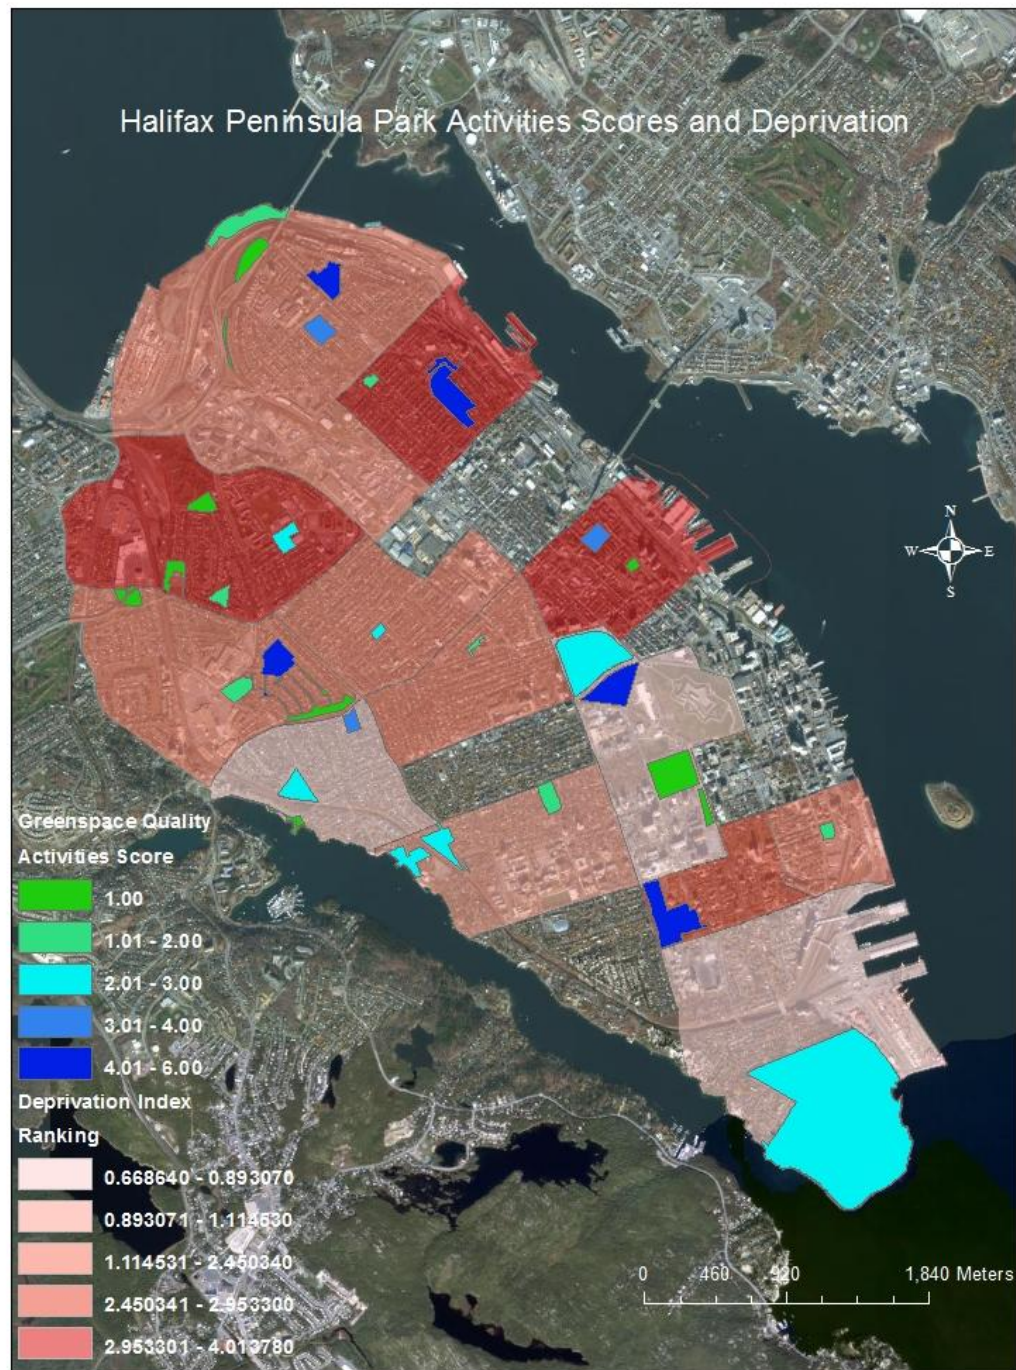 Halifax Peninsula Park Activities Scores and Deprivation
N
W E
S
Greenspace Quality
Activities Score
1.00
1.01 - 2.00
2.01 - 3.00
3.01 - 4.00
4.01 - 6.00
Deprivation Index
Ranking
0.668640 - 0.893070
0.893071 - 1.114530
1.114531 - 2.450340
2.450341 - 2.953300
2.953301 - 4.013780
0 460 920 1,840 Meters